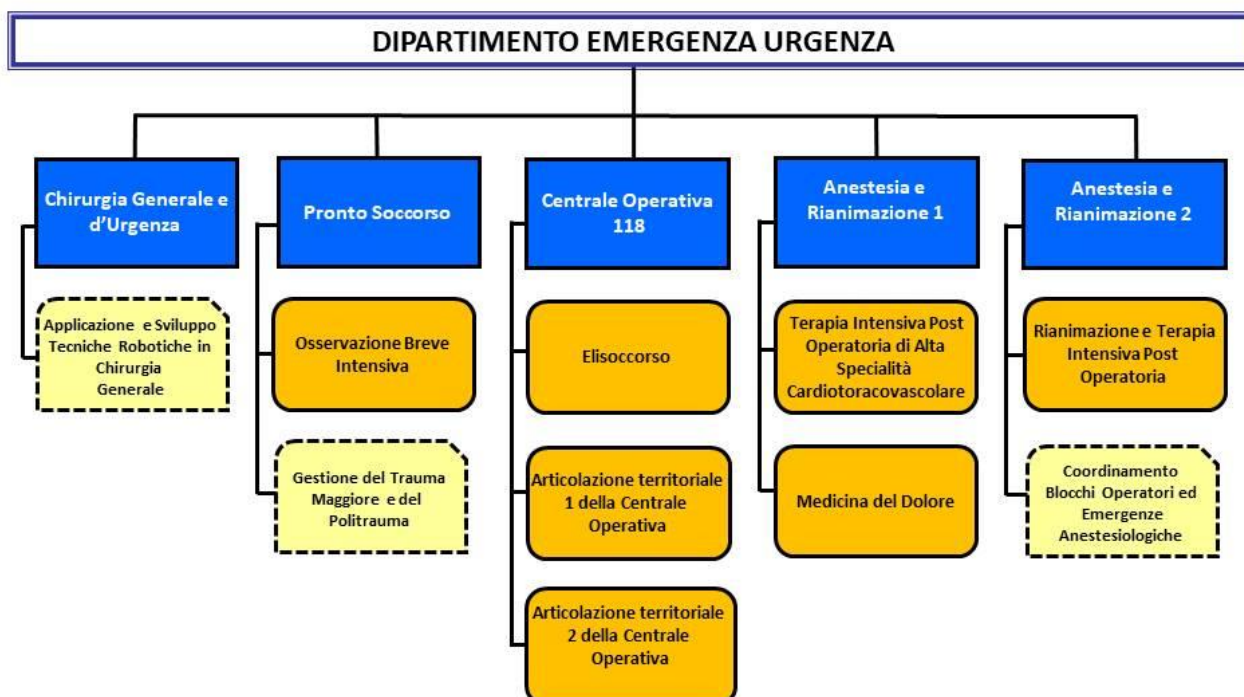 DIPARTIMENTO EMERGENZA URGENZA
Chirurgia Generale e
d’Urgenza
Pronto Soccorso
Centrale Operativa
118
Anestesia e
Rianimazione 1
Anestesia e
Rianimazione 2
Applicazione e Sviluppo
Tecniche Robotiche in
Chirurgia
Generale
Osservazione Breve
Intensiva
Elisoccorso
Terapia Intensiva Post
Operatoria di Alta
Specialità
Cardiotoracovascolare
Rianimazione e Terapia
Intensiva Post
Operatoria
Gestione del Trauma
Maggiore e del
Politrauma
Articolazione territoriale
1 della Centrale
Operativa
Medicina del Dolore
Coordinamento
Blocchi Operatori ed
Emergenze
Anestesiologiche
Articolazione territoriale
2 della Centrale
Operativa